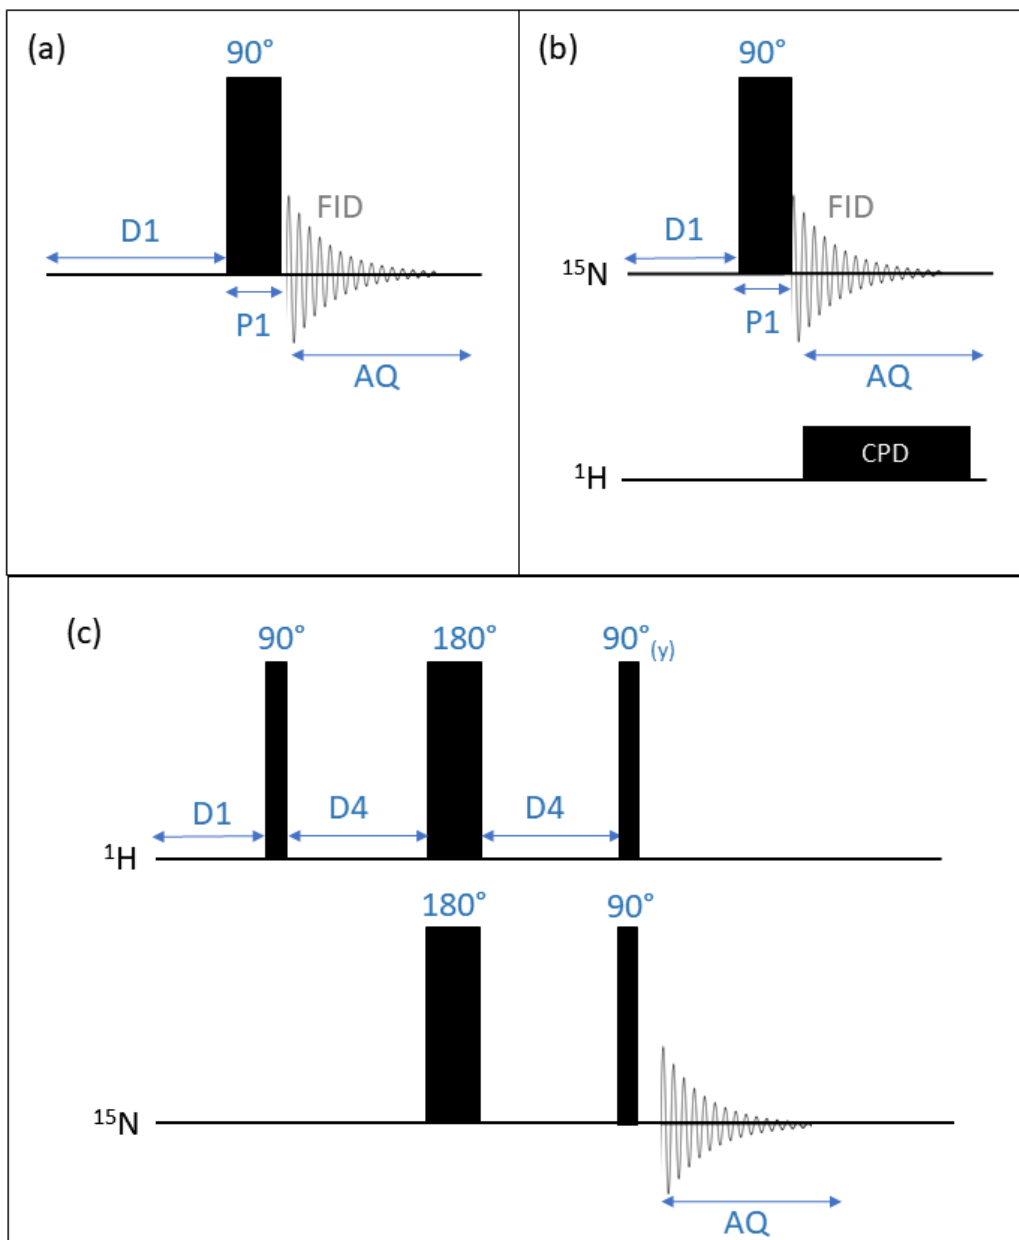 (a)
90°
FID
D1
P1
AQ
(b)
90°
FID
D1
¹⁵N
P1
AQ
CPD
¹H
(c)
90° 180° 90°(y)
D1 D4 D4
¹H
180° 90°
¹⁵N
AQ